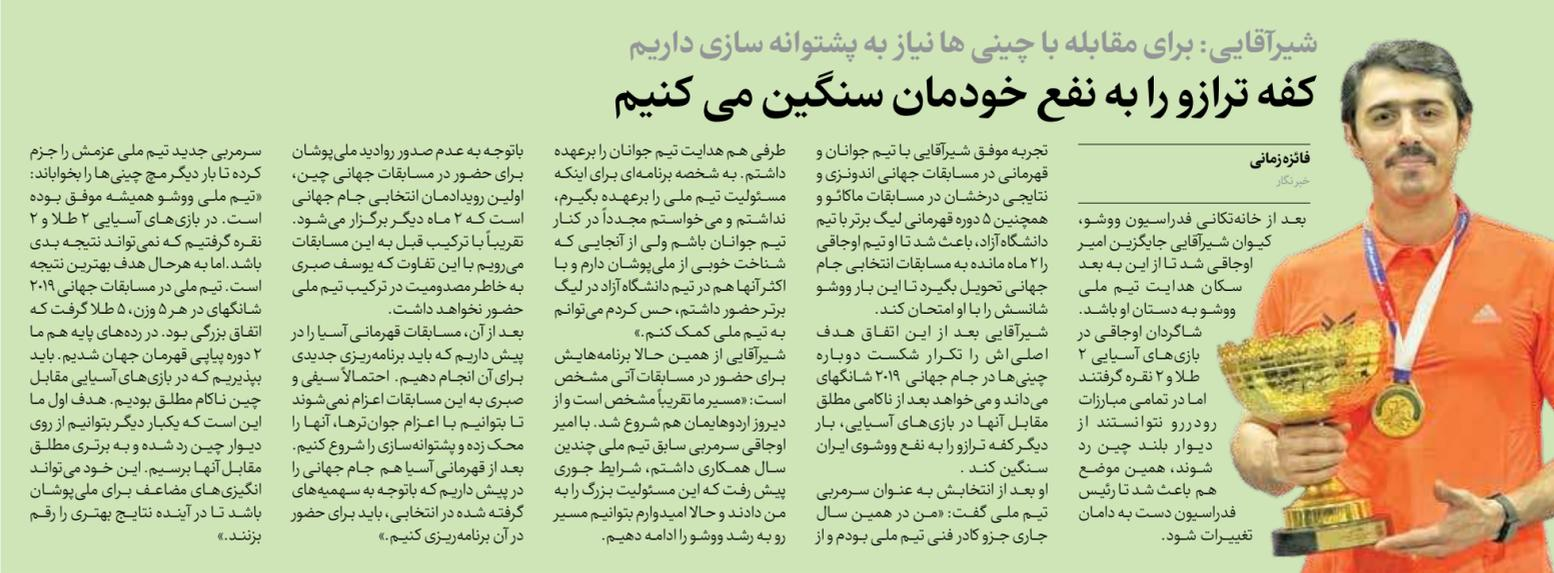 شیرآقایی: برای مقابله با چینی ها نیاز به پشتوانه سازی داریم
کفه ترازو را به نفع خودمان سنگین می کنیم
فائزه زمانی
خبرنگار
بعد از خانه‌تکانی فدراسیون ووشو،
کیوان شیرآقایی جایگزین امیر
اوجاقی شد تا از این به بعد
سکان هدایت تیم ملی
ووشو به دستان او باشد.
شاگردان اوجاقی در
بازی‌های آسیایی ۲
طلا و ۲ نقره گرفتند
اما در تمامی مبارزات
رودررو نتوانستند از
دیوار بلند چین رد
شوند، همین موضع
هم باعث شد تا رئیس
فدراسیون دست به دامان
تغییرات شود.
تجربه موفق شیرآقایی با تیم جوانان و
قهرمانی در مسابقات جهانی اندونزی و
نتایجی درخشان در مسابقات ماکائو و
همچنین ۵ دوره قهرمانی لیگ برتر با تیم
دانشگاه آزاد، باعث شد تا او تیم اوجاقی
را ۲ ماه مانده به مسابقات انتخابی جام
جهانی تحویل بگیرد تا این بار ووشو
شانسش را با او امتحان کند.
شیرآقایی بعد از این اتفاق هدف
اصلی‌اش را تکرار شکست دوباره
چینی‌ها در جام جهانی ۲۰۱۹ شانگهای
می‌داند و می‌خواهد بعد از ناکامی مطلق
مقابل آنها در بازی‌های آسیایی، بار
دیگر کفه ترازو را به نفع ووشوی ایران
سنگین کند .
او بعد از انتخابش به عنوان سرمربی
تیم ملی گفت: «من در همین سال
جاری جزو کادر فنی تیم ملی بودم و از
طرفی هم هدایت تیم جوانان را برعهده
داشتم. به شخصه برنامه‌ای برای اینکه
مسئولیت تیم ملی را برعهده بگیرم،
نداشتم و می‌خواستم مجدداً در کنار
تیم جوانان باشم ولی از آنجایی که
شناخت خوبی از ملی‌پوشان دارم و با
اکثر آنها هم در تیم دانشگاه آزاد در لیگ
برتر حضور داشتم، حس کردم می‌توانم
به تیم ملی کمک کنم.»
شیرآقایی از همین حالا برنامه‌هایش
برای حضور در مسابقات آتی مشخص
است: «مسیر ما تقریباً مشخص است و از
دیروز اردوهایمان هم شروع شد. با امیر
اوجاقی سرمربی سابق تیم ملی چندین
سال همکاری داشتم، شرایط جوری
پیش رفت که این مسئولیت بزرگ را به
من دادند و حالا امیدوارم بتوانیم مسیر
رو به رشد ووشو را ادامه دهیم.
باتوجه به عدم صدور روادید ملی‌پوشان
برای حضور در مسابقات جهانی چین،
اولین رویدادمان انتخابی جام جهانی
است که ۲ ماه دیگر برگزار می‌شود.
تقریباً با ترکیب قبل به این مسابقات
می‌رویم با این تفاوت که یوسف صبری
به خاطر مصدومیت در ترکیب تیم ملی
حضور نخواهد داشت.
بعد از آن، مسابقات قهرمانی آسیا را در
پیش داریم که باید برنامه‌ریزی جدیدی
برای آن انجام دهیم. احتمالاً سیفی و
صبری به این مسابقات اعزام نمی‌شوند
تا بتوانیم با اعزام جوان‌ترها، آنها را
محک زده و پشتوانه‌سازی را شروع کنیم.
بعد از قهرمانی آسیا هم جام جهانی را
در پیش داریم که باتوجه به سهمیه‌های
گرفته شده در انتخابی، باید برای حضور
در آن برنامه‌ریزی کنیم.»
سرمربی جدید تیم ملی عزمش را جزم
کرده تا بار دیگر مچ چینی‌ها را بخواباند:
«تیم ملی ووشو همیشه موفق بوده
است. در بازی‌های آسیایی ۲ طلا و ۲
نقره گرفتیم که نمی‌تواند نتیجه بدی
باشد. اما به هرحال هدف بهترین نتیجه
است. تیم ملی در مسابقات جهانی ۲۰۱۹
شانگهای در هر ۵ وزن، ۵ طلا گرفت که
اتفاق بزرگی بود. در رده‌های پایه هم ما
۲ دوره پیاپی قهرمان جهان شدیم. باید
بپذیریم که در بازی‌های آسیایی مقابل
چین ناکام مطلق بودیم. هدف اول ما
این است که یکبار دیگر بتوانیم از روی
دیوار چین رد شده و به برتری مطلق
مقابل آنها برسیم. این خود می‌تواند
انگیزی‌های مضاعف برای ملی‌پوشان
باشد تا در آینده نتایج بهتری را رقم
بزنند.»